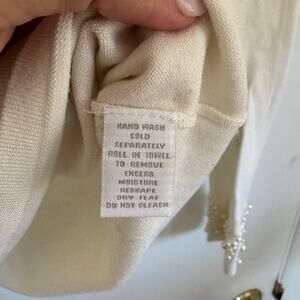 HAND WASH
COLD
SEPARATELY
ROLL IN TOWEL
TO REMOVE
EXCESS
MOISTURE
RESHAPE
DRY FLAT
DO NOT BLEACH